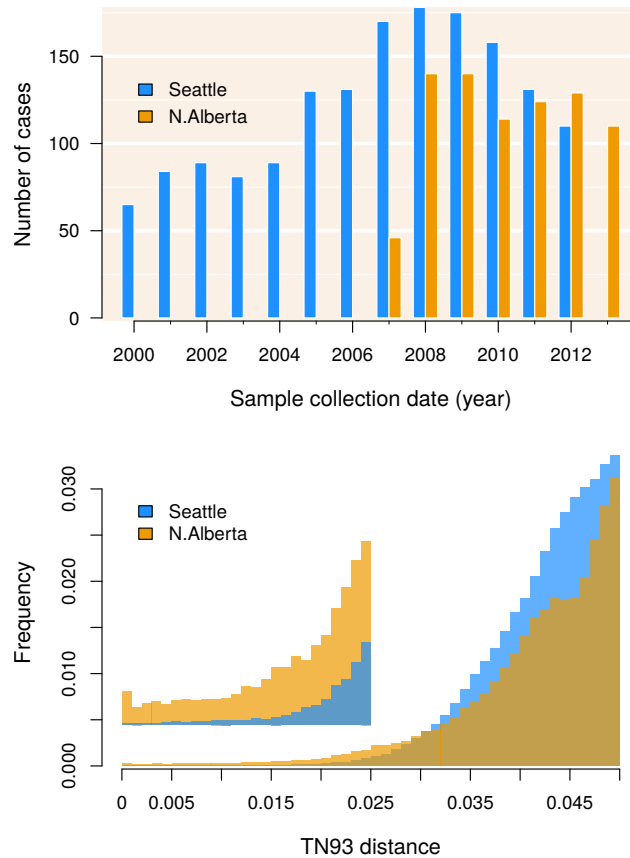 Number of cases
150
100
50
0
Seattle
N.Alberta
2000 2002 2004 2006 2008 2010 2012
Sample collection date (year)
Frequency
0.030
0.020
0.010
0.000
Seattle
N.Alberta
0 0.005 0.015 0.025 0.035 0.045
TN93 distance